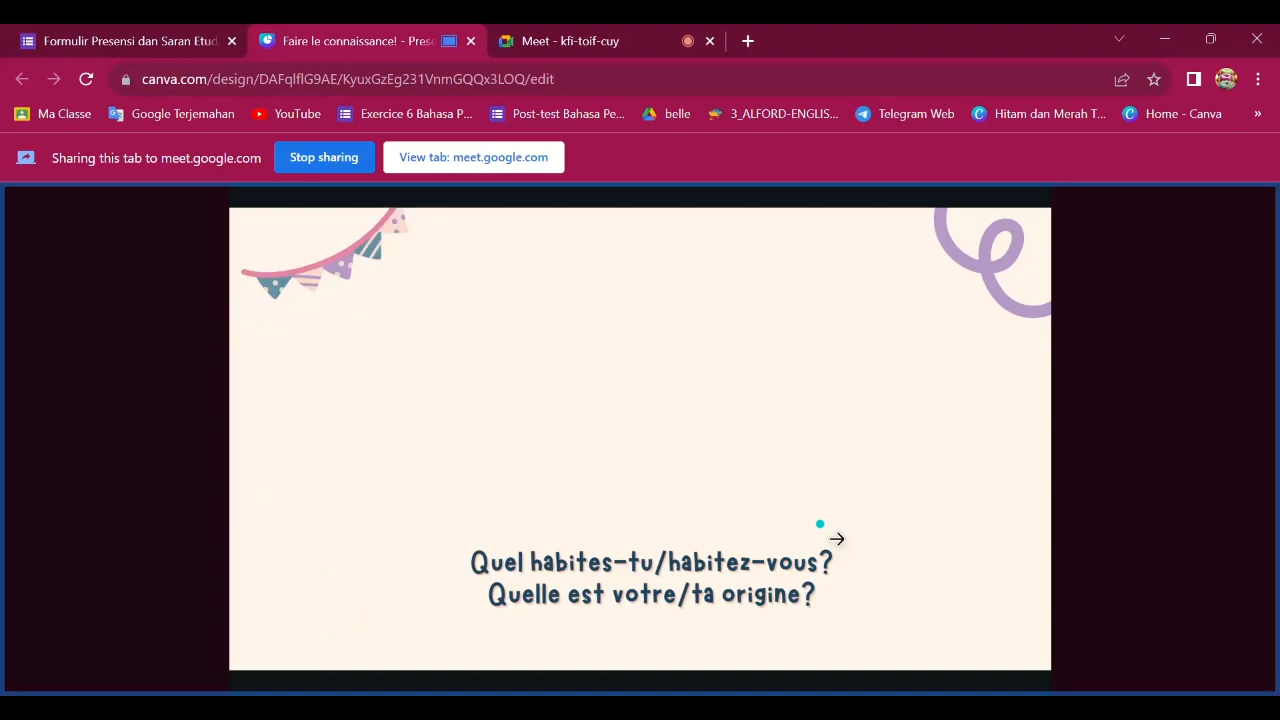 Formulir Presensi dan Saran Etud
Faire le connaissance! - Prese
Meet - kfi-toif-cuy
canva.com/design/DAFqlflG9AE/KyuxGzEg231VnmGQQx3LOQ/edit
Ma Classe
Google Terjemahan
YouTube
Exercice 6 Bahasa P...
Post-test Bahasa Pe...
belle
3_ALFORD-ENGLIS...
Telegram Web
Hitam dan Merah T...
Home - Canva
Sharing this tab to meet.google.com
Stop sharing
View tab: meet.google.com
Quel habites-tu/habitez-vous?
Quelle est votre/ta origine?